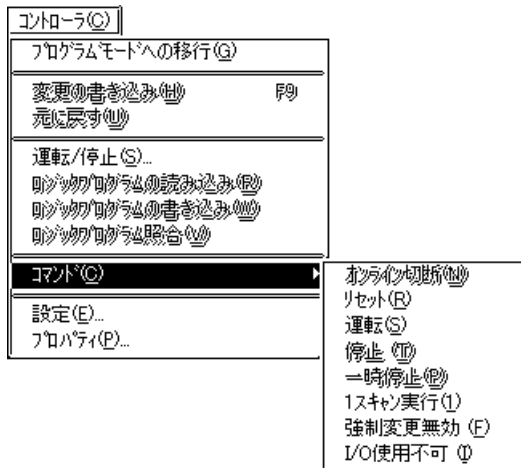 コントローラ(C)
プログラムモードへの移行(G)
変更の書き込み(H) F9
元に戻す(U)
運転/停止(S)...
ロジックプログラムの読み込み(R)
ロジックプログラムの書き込み(W)
ロジックプログラム照合(V)
コマンド(C)
設定(E)...
プロパティ(P)...
オンライン切断(N)
リセット(R)
運転(S)
停止 (T)
一時停止(P)
1スキャン実行(1)
強制変更無効 (F)
I/O使用不可 (I)